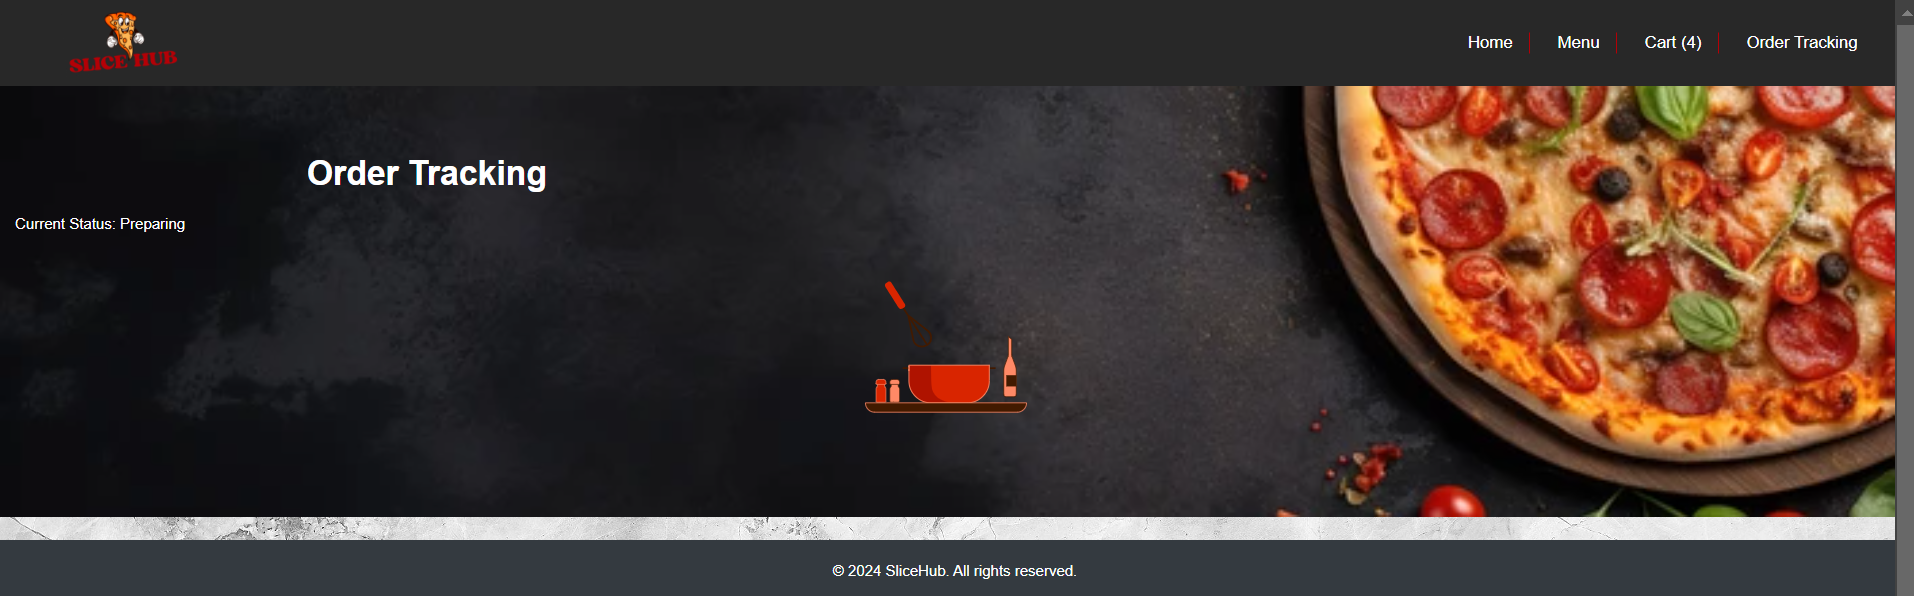 SLICE HUB
Home
Menu
Cart (4)
Order Tracking
Order Tracking
Current Status: Preparing
© 2024 SliceHub. All rights reserved.